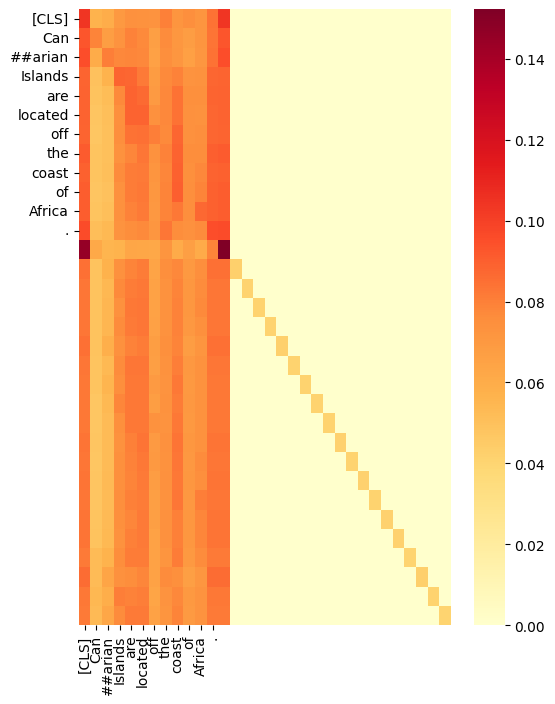 [CLS]
Can
##arian
Islands
are
located
off
the
coast
of
Africa
.
0.14
0.12
0.10
0.08
0.06
0.04
0.02
0.00
[CLS]
Can
##arian
Islands
are
located
off
the
coast
of
Africa
.